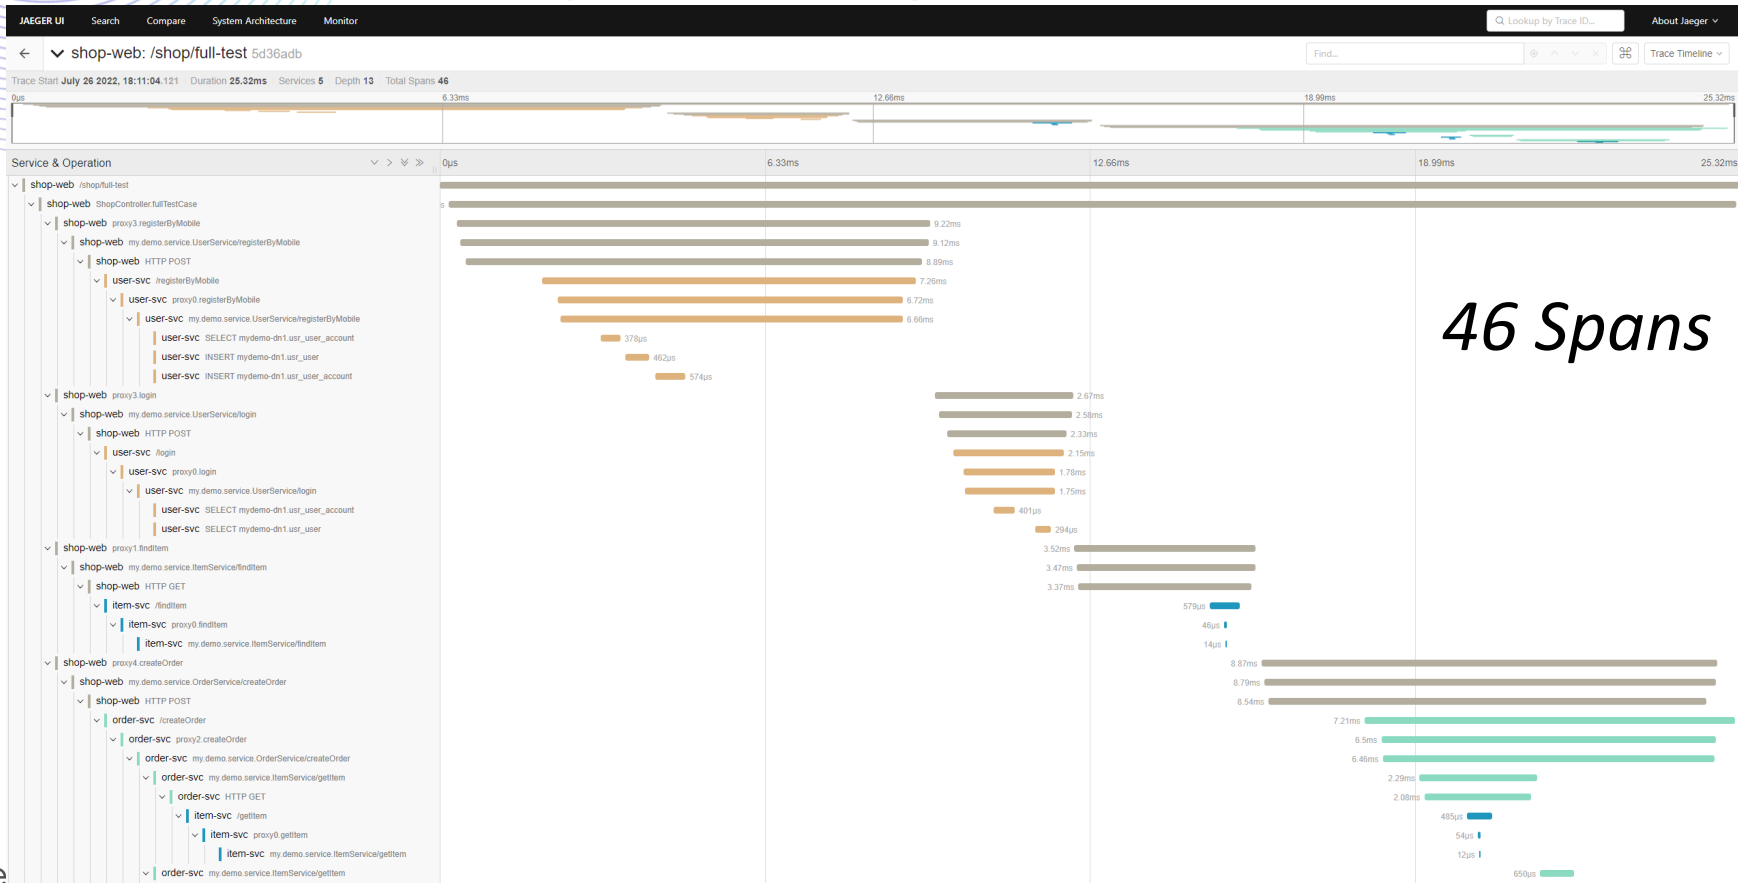 JAEGER UI Search Compare System Architecture Monitor Lookup by Trace ID... About Jaeger
shop-web: /shop/full-test 5d36adb Find... Trace Timeline
Trace Start July 26 2022, 18:11:04.121 Duration 25.32ms Services 5 Depth 13 Total Spans 46
0μs 6.33ms 12.66ms 18.99ms 25.32ms
Service & Operation 0μs 6.33ms 12.66ms 18.99ms 25.32ms
shop-web /shop/full-test
shop-web ShopController.fullTestCase s
shop-web proxy3.registerByMobile 9.22ms
shop-web my.demo.service.UserService/registerByMobile 9.12ms
shop-web HTTP POST 8.89ms
user-svc /registerByMobile 7.26ms
user-svc proxy0.registerByMobile 6.72ms
user-svc my.demo.service.UserService/registerByMobile 6.66ms
46 Spans
user-svc SELECT mydemo-dn1.usr_user_account 378μs
user-svc INSERT mydemo-dn1.usr_user 462μs
user-svc INSERT mydemo-dn1.usr_user_account 574μs
shop-web proxy3.login 2.67ms
shop-web my.demo.service.UserService/login 2.58ms
shop-web HTTP POST 2.33ms
user-svc /login 2.15ms
user-svc proxy0.login 1.78ms
user-svc my.demo.service.UserService/login 1.75ms
user-svc SELECT mydemo-dn1.usr_user_account 401μs
user-svc SELECT mydemo-dn1.usr_user 294μs
shop-web proxy1.findItem 3.52ms
shop-web my.demo.service.ItemService/findItem 3.47ms
shop-web HTTP GET 3.37ms
item-svc /findItem 579μs
item-svc proxy0.findItem 46μs
item-svc my.demo.service.ItemService/findItem 14μs
shop-web proxy4.createOrder 8.87ms
shop-web my.demo.service.OrderService/createOrder 8.79ms
shop-web HTTP POST 8.54ms
order-svc /createOrder 7.21ms
order-svc proxy2.createOrder 6.5ms
order-svc my.demo.service.OrderService/createOrder 6.46ms
order-svc my.demo.service.ItemService/getItem 2.29ms
order-svc HTTP GET 2.08ms
item-svc /getItem 485μs
item-svc proxy0.getItem 54μs
item-svc my.demo.service.ItemService/getItem 12μs
order-svc my.demo.service.ItemService/getItem 650μs